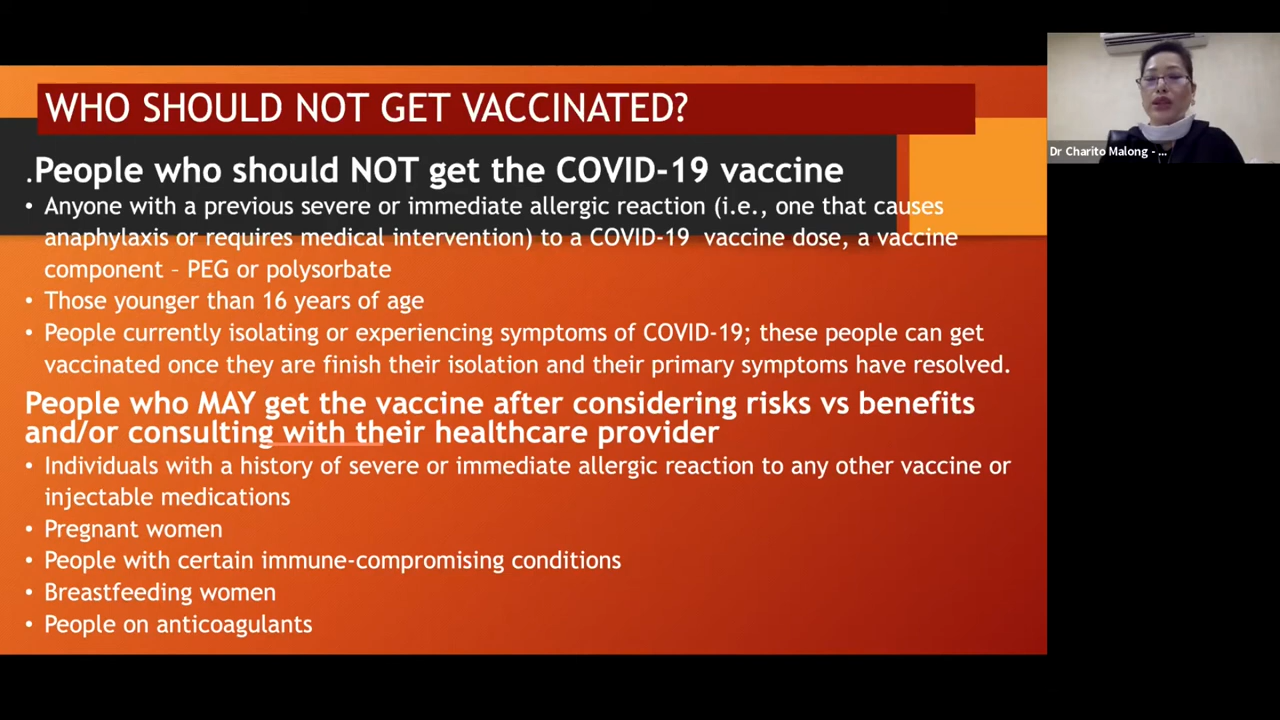 WHO SHOULD NOT GET VACCINATED?
.People who should NOT get the COVID-19 vaccine
• Anyone with a previous severe or immediate allergic reaction (i.e., one that causes
anaphylaxis or requires medical intervention) to a COVID-19 vaccine dose, a vaccine
component – PEG or polysorbate
• Those younger than 16 years of age
• People currently isolating or experiencing symptoms of COVID-19; these people can get
vaccinated once they are finish their isolation and their primary symptoms have resolved.
People who MAY get the vaccine after considering risks vs benefits
and/or consulting with their healthcare provider
• Individuals with a history of severe or immediate allergic reaction to any other vaccine or
injectable medications
• Pregnant women
• People with certain immune-compromising conditions
• Breastfeeding women
• People on anticoagulants
Dr Charito Malong - ...